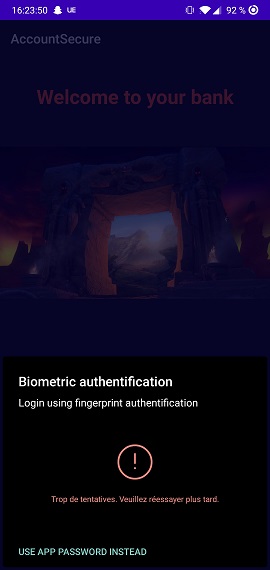 16:23:50 UE 92 %
AccountSecure
Welcome to your bank
Biometric authentification
Login using fingerprint authentification
Trop de tentatives. Veuillez réessayer plus tard.
USE APP PASSWORD INSTEAD